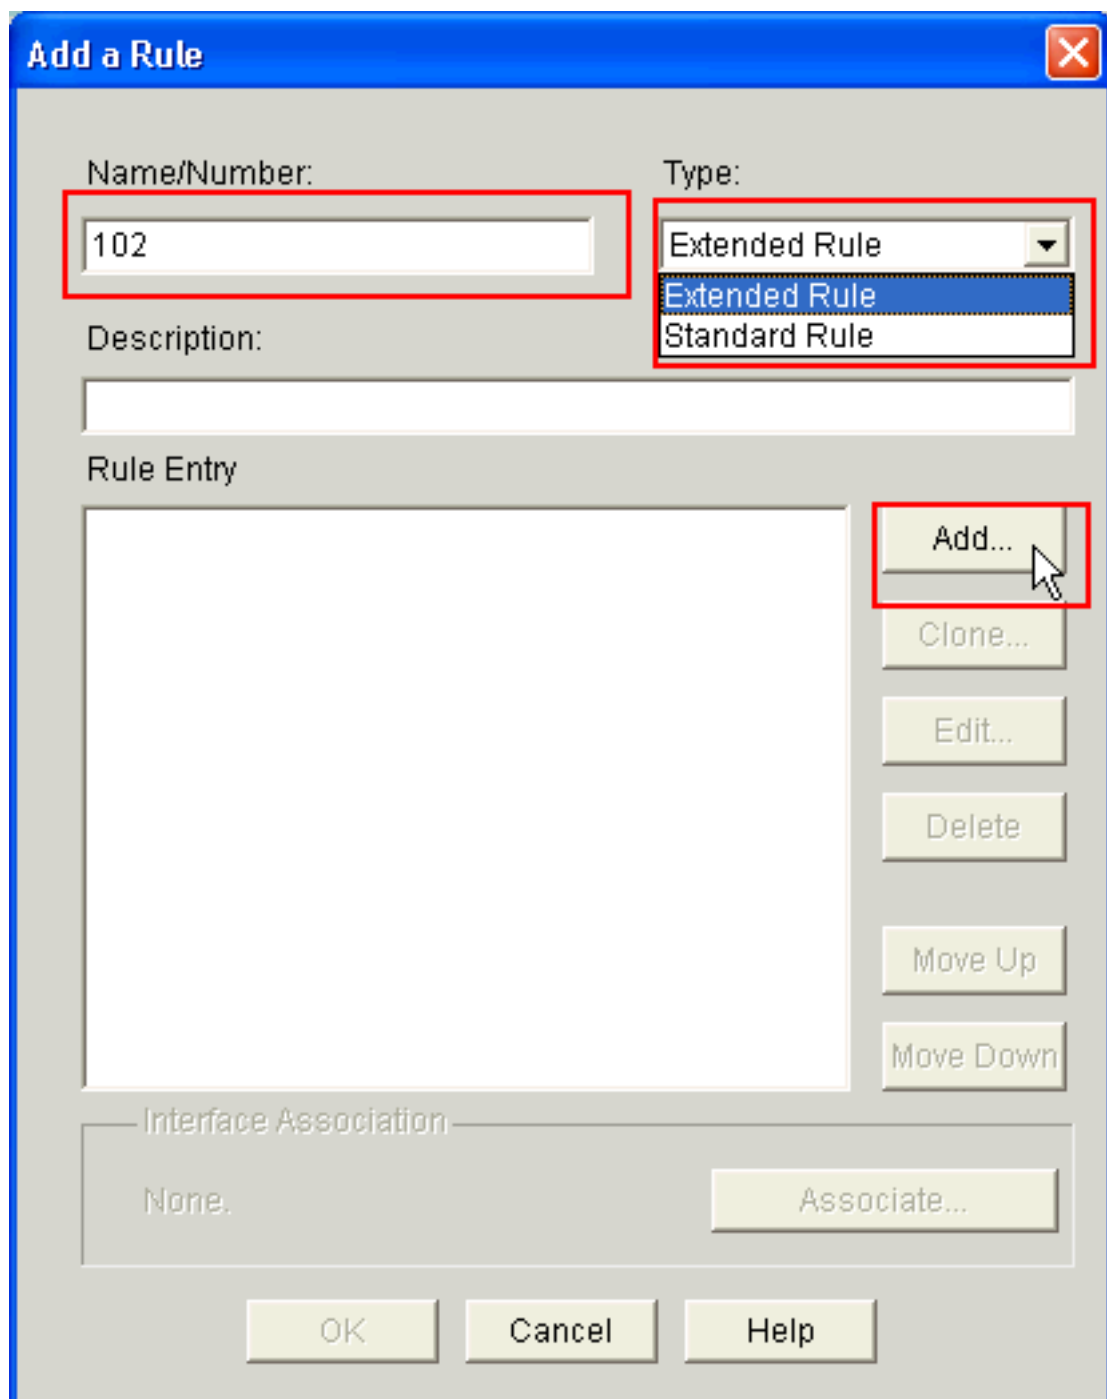 Add a Rule
Name/Number:
Type:
102
Extended Rule
Extended Rule
Standard Rule
Description:
Rule Entry
Add...
Clone...
Edit...
Delete
Move Up
Move Down
Interface Association
None.
Associate...
OK
Cancel
Help